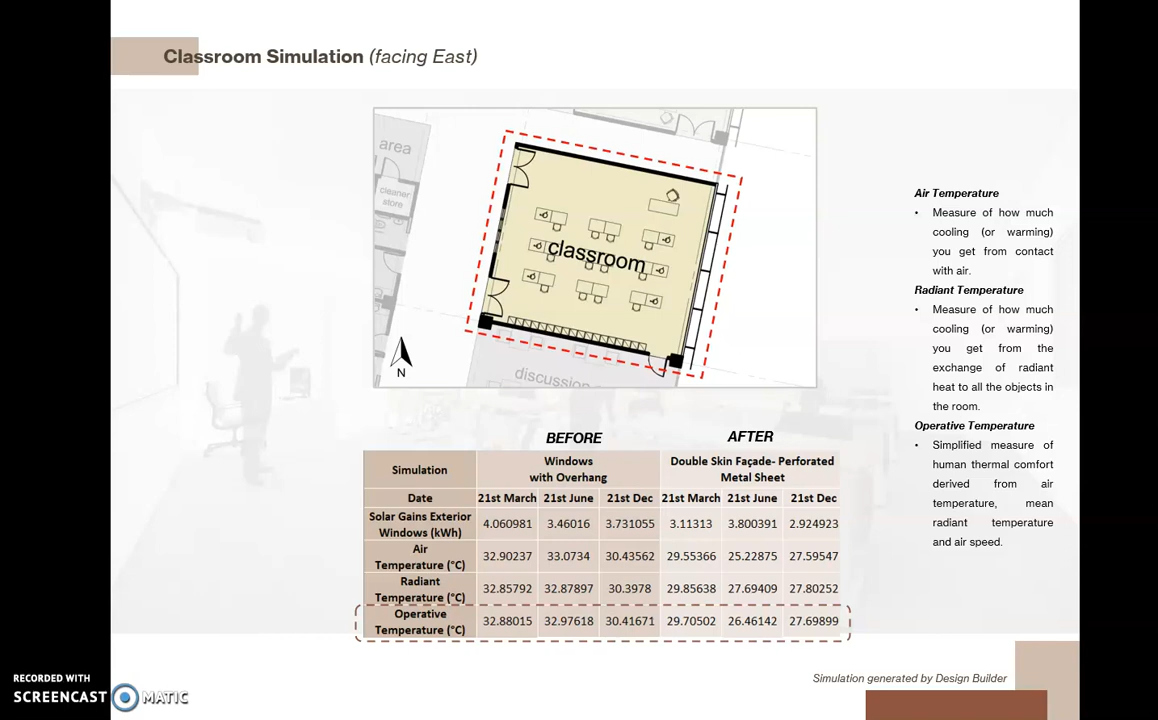 Classroom Simulation (facing East)
area
cleaner
store
classroom
discussion
N
Air Temperature
• Measure of how much
cooling (or warming)
you get from contact
with air.
Radiant Temperature
• Measure of how much
cooling (or warming)
you get from the
exchange of radiant
heat to all the objects in
the room.
Operative Temperature
• Simplified measure of
human thermal comfort
derived from air
temperature, mean
radiant temperature
and air speed.
BEFORE AFTER
Simulation Windows with Overhang Double Skin Façade- Perforated Metal Sheet
Date 21st March 21st June 21st Dec 21st March 21st June 21st Dec
Solar Gains Exterior Windows (kWh) 4.060981 3.46016 3.731055 3.11313 3.800391 2.924923
Air Temperature (°C) 32.90237 33.0734 30.43562 29.55366 25.22875 27.59547
Radiant Temperature (°C) 32.85792 32.87897 30.3978 29.85638 27.69409 27.80252
Operative Temperature (°C) 32.88015 32.97618 30.41671 29.70502 26.46142 27.69899
Simulation generated by Design Builder
RECORDED WITH
SCREENCAST MATIC